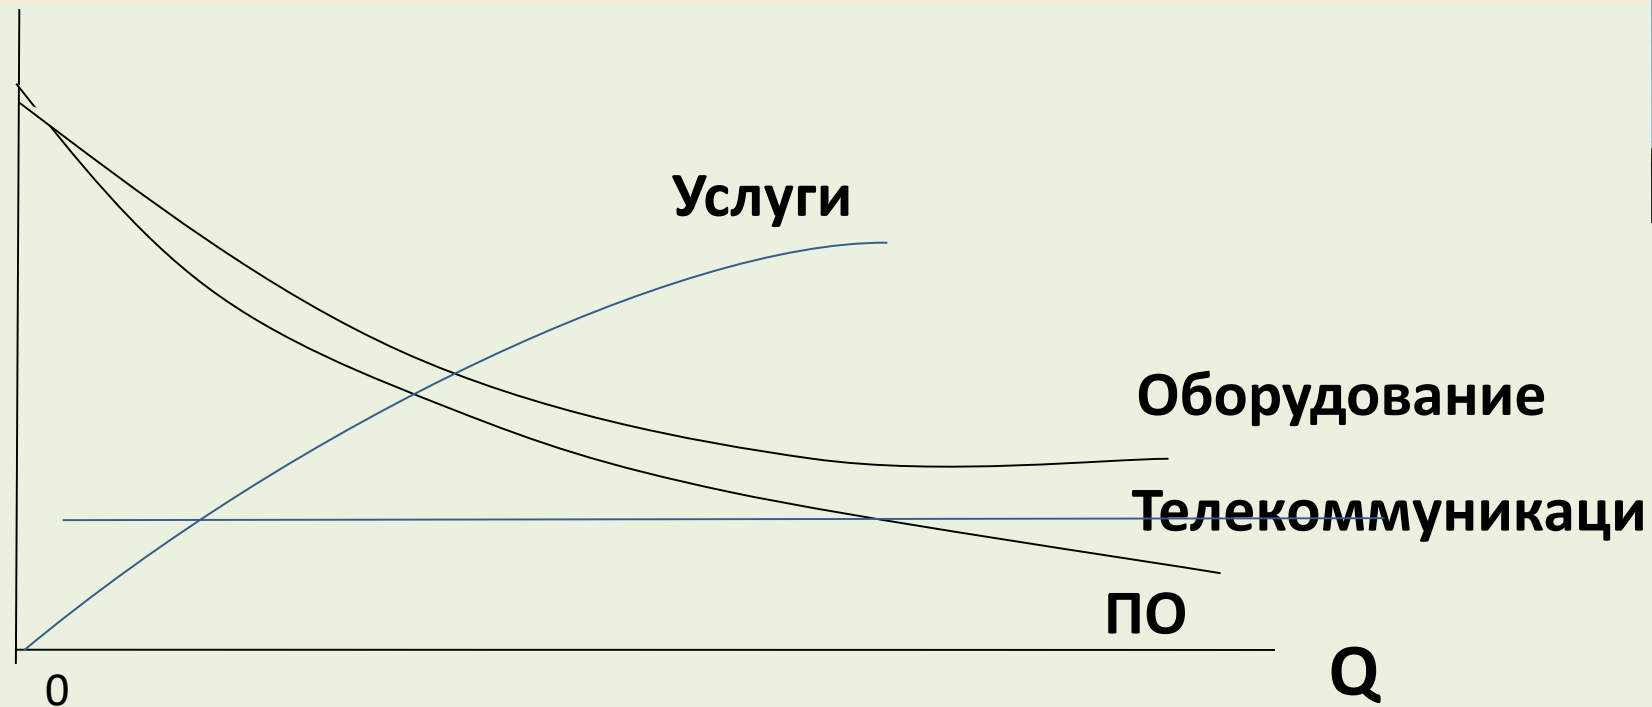 Услуги
Оборудование
Телекоммуникаци
ПО
Q
0